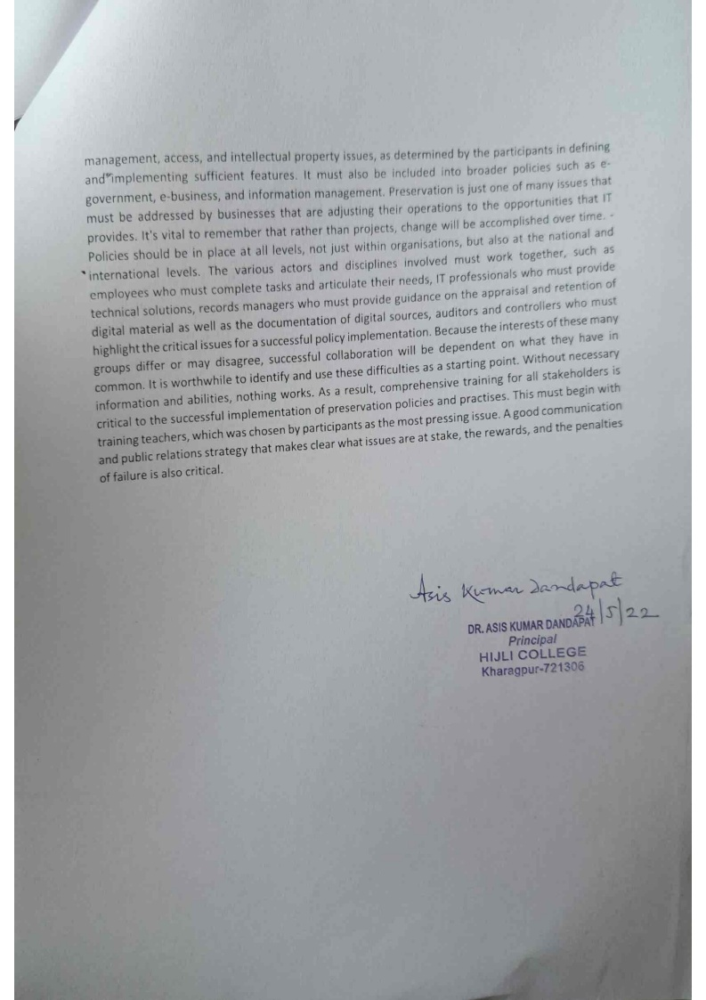 management, access, and intellectual property issues, as determined by the participants in defining
and implementing sufficient features. It must also be included into broader policies such as e-
government, e-business, and information management. Preservation is just one of many issues that
must be addressed by businesses that are adjusting their operations to the opportunities that IT
provides. It's vital to remember that rather than projects, change will be accomplished over time.
Policies should be in place at all levels, not just within organisations, but also at the national and
international levels. The various actors and disciplines involved must work together, such as
employees who must complete tasks and articulate their needs, IT professionals who must provide
technical solutions, records managers who must provide guidance on the appraisal and retention of
digital material as well as the documentation of digital sources, auditors and controllers who must
highlight the critical issues for a successful policy implementation. Because the interests of these many
groups differ or may disagree, successful collaboration will be dependent on what they have in
common. It is worthwhile to identify and use these difficulties as a starting point. Without necessary
information and abilities, nothing works. As a result, comprehensive training for all stakeholders is
critical to the successful implementation of preservation policies and practises. This must begin with
training teachers, which was chosen by participants as the most pressing issue. A good communication
and public relations strategy that makes clear what issues are at stake, the rewards, and the penalties
of failure is also critical.
Asis Kumar Dandapat
24/5/22
DR. ASIS KUMAR DANDAPAT
Principal
HIJLI COLLEGE
Kharagpur-721306